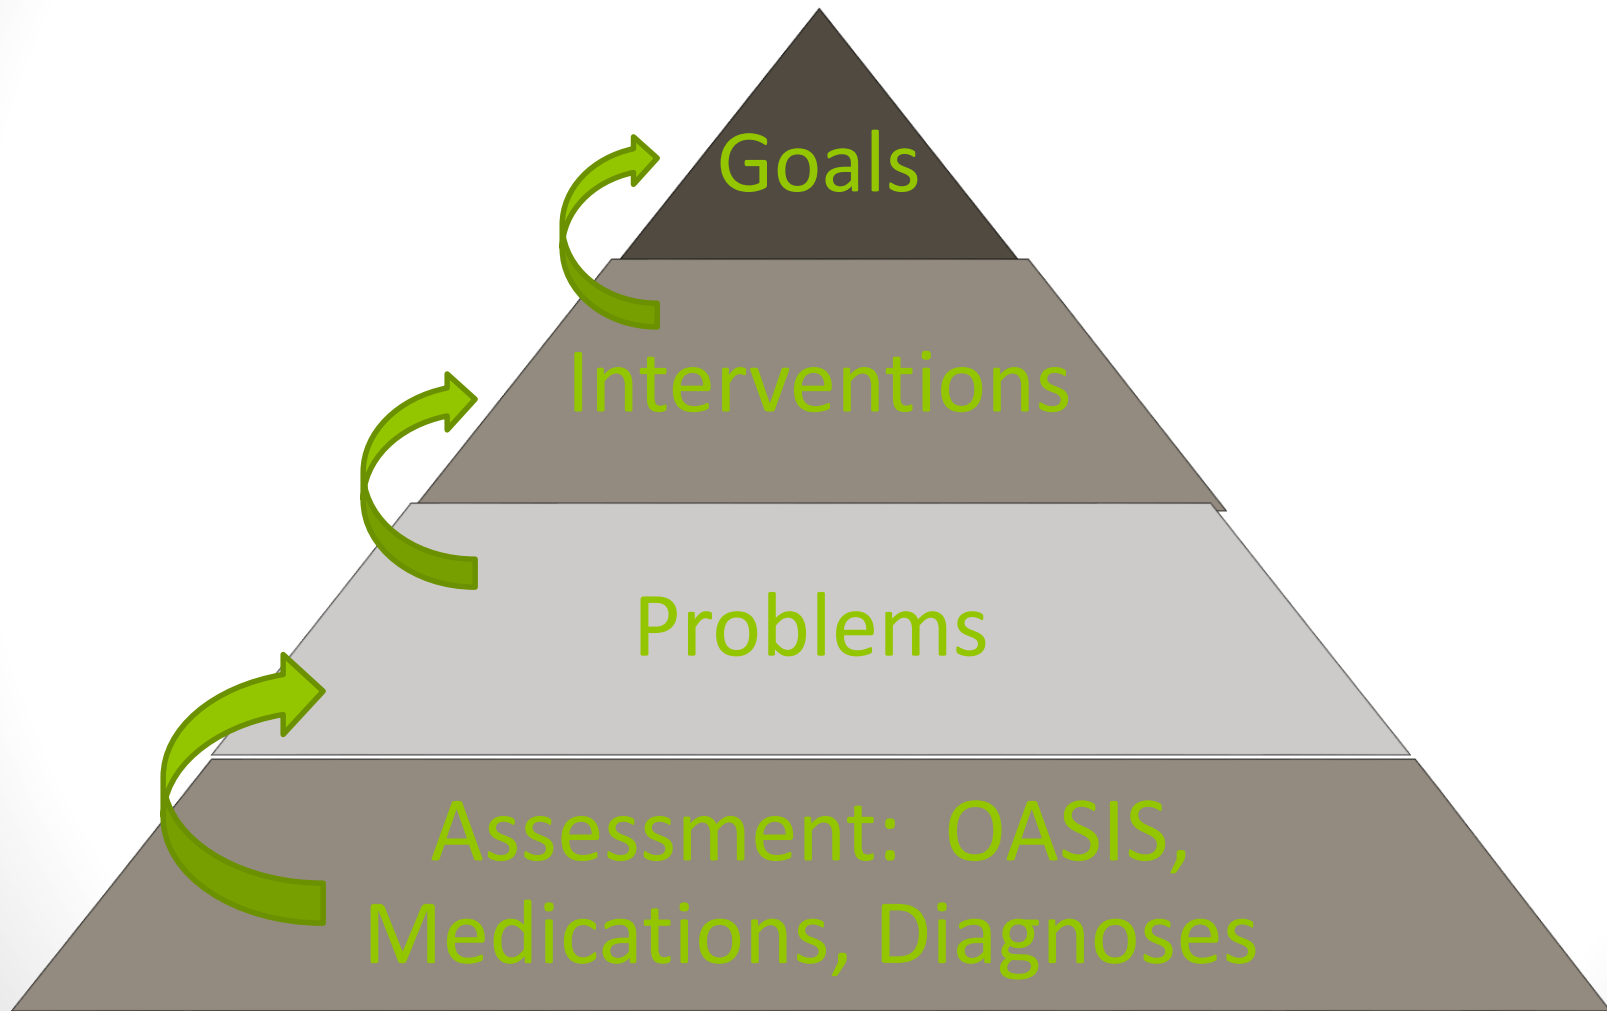 Goals
Interventions
Problems
Assessment:  OASIS,
Medications, Diagnoses